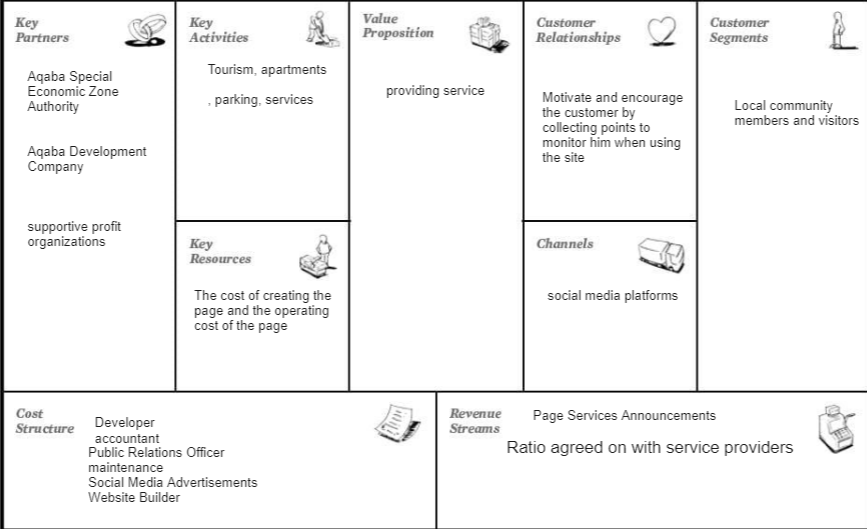 Key
Partners
Aqaba Special
Economic Zone
Authority
Aqaba Development
Company
supportive profit
organizations
Key
Activities
Tourism, apartments
, parking, services
Key
Resources
The cost of creating the
page and the operating
cost of the page
Value
Proposition
providing service
Customer
Relationships
Motivate and encourage
the customer by
collecting points to
monitor him when using
the site
Channels
social media platforms
Customer
Segments
Local community
members and visitors
Cost
Structure
Developer
accountant
Public Relations Officer
maintenance
Social Media Advertisements
Website Builder
Revenue
Streams
Page Services Announcements
Ratio agreed on with service providers